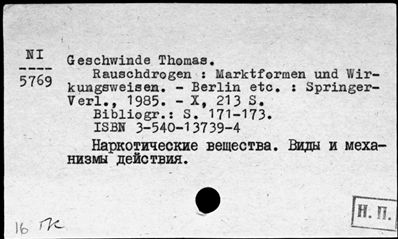 NI
----
5769
Geschwinde Thomas.
Rauschdrogen : Marktformen und Wir-
kungsweisen. - Berlin etc. : Springer-
Verl., 1985. - X, 213 S.
Bibliogr.: S. 171-173.
ISBN 3-540-13739-4
Наркотические вещества. Виды и меха-
низмы действия.
16
Н. П.